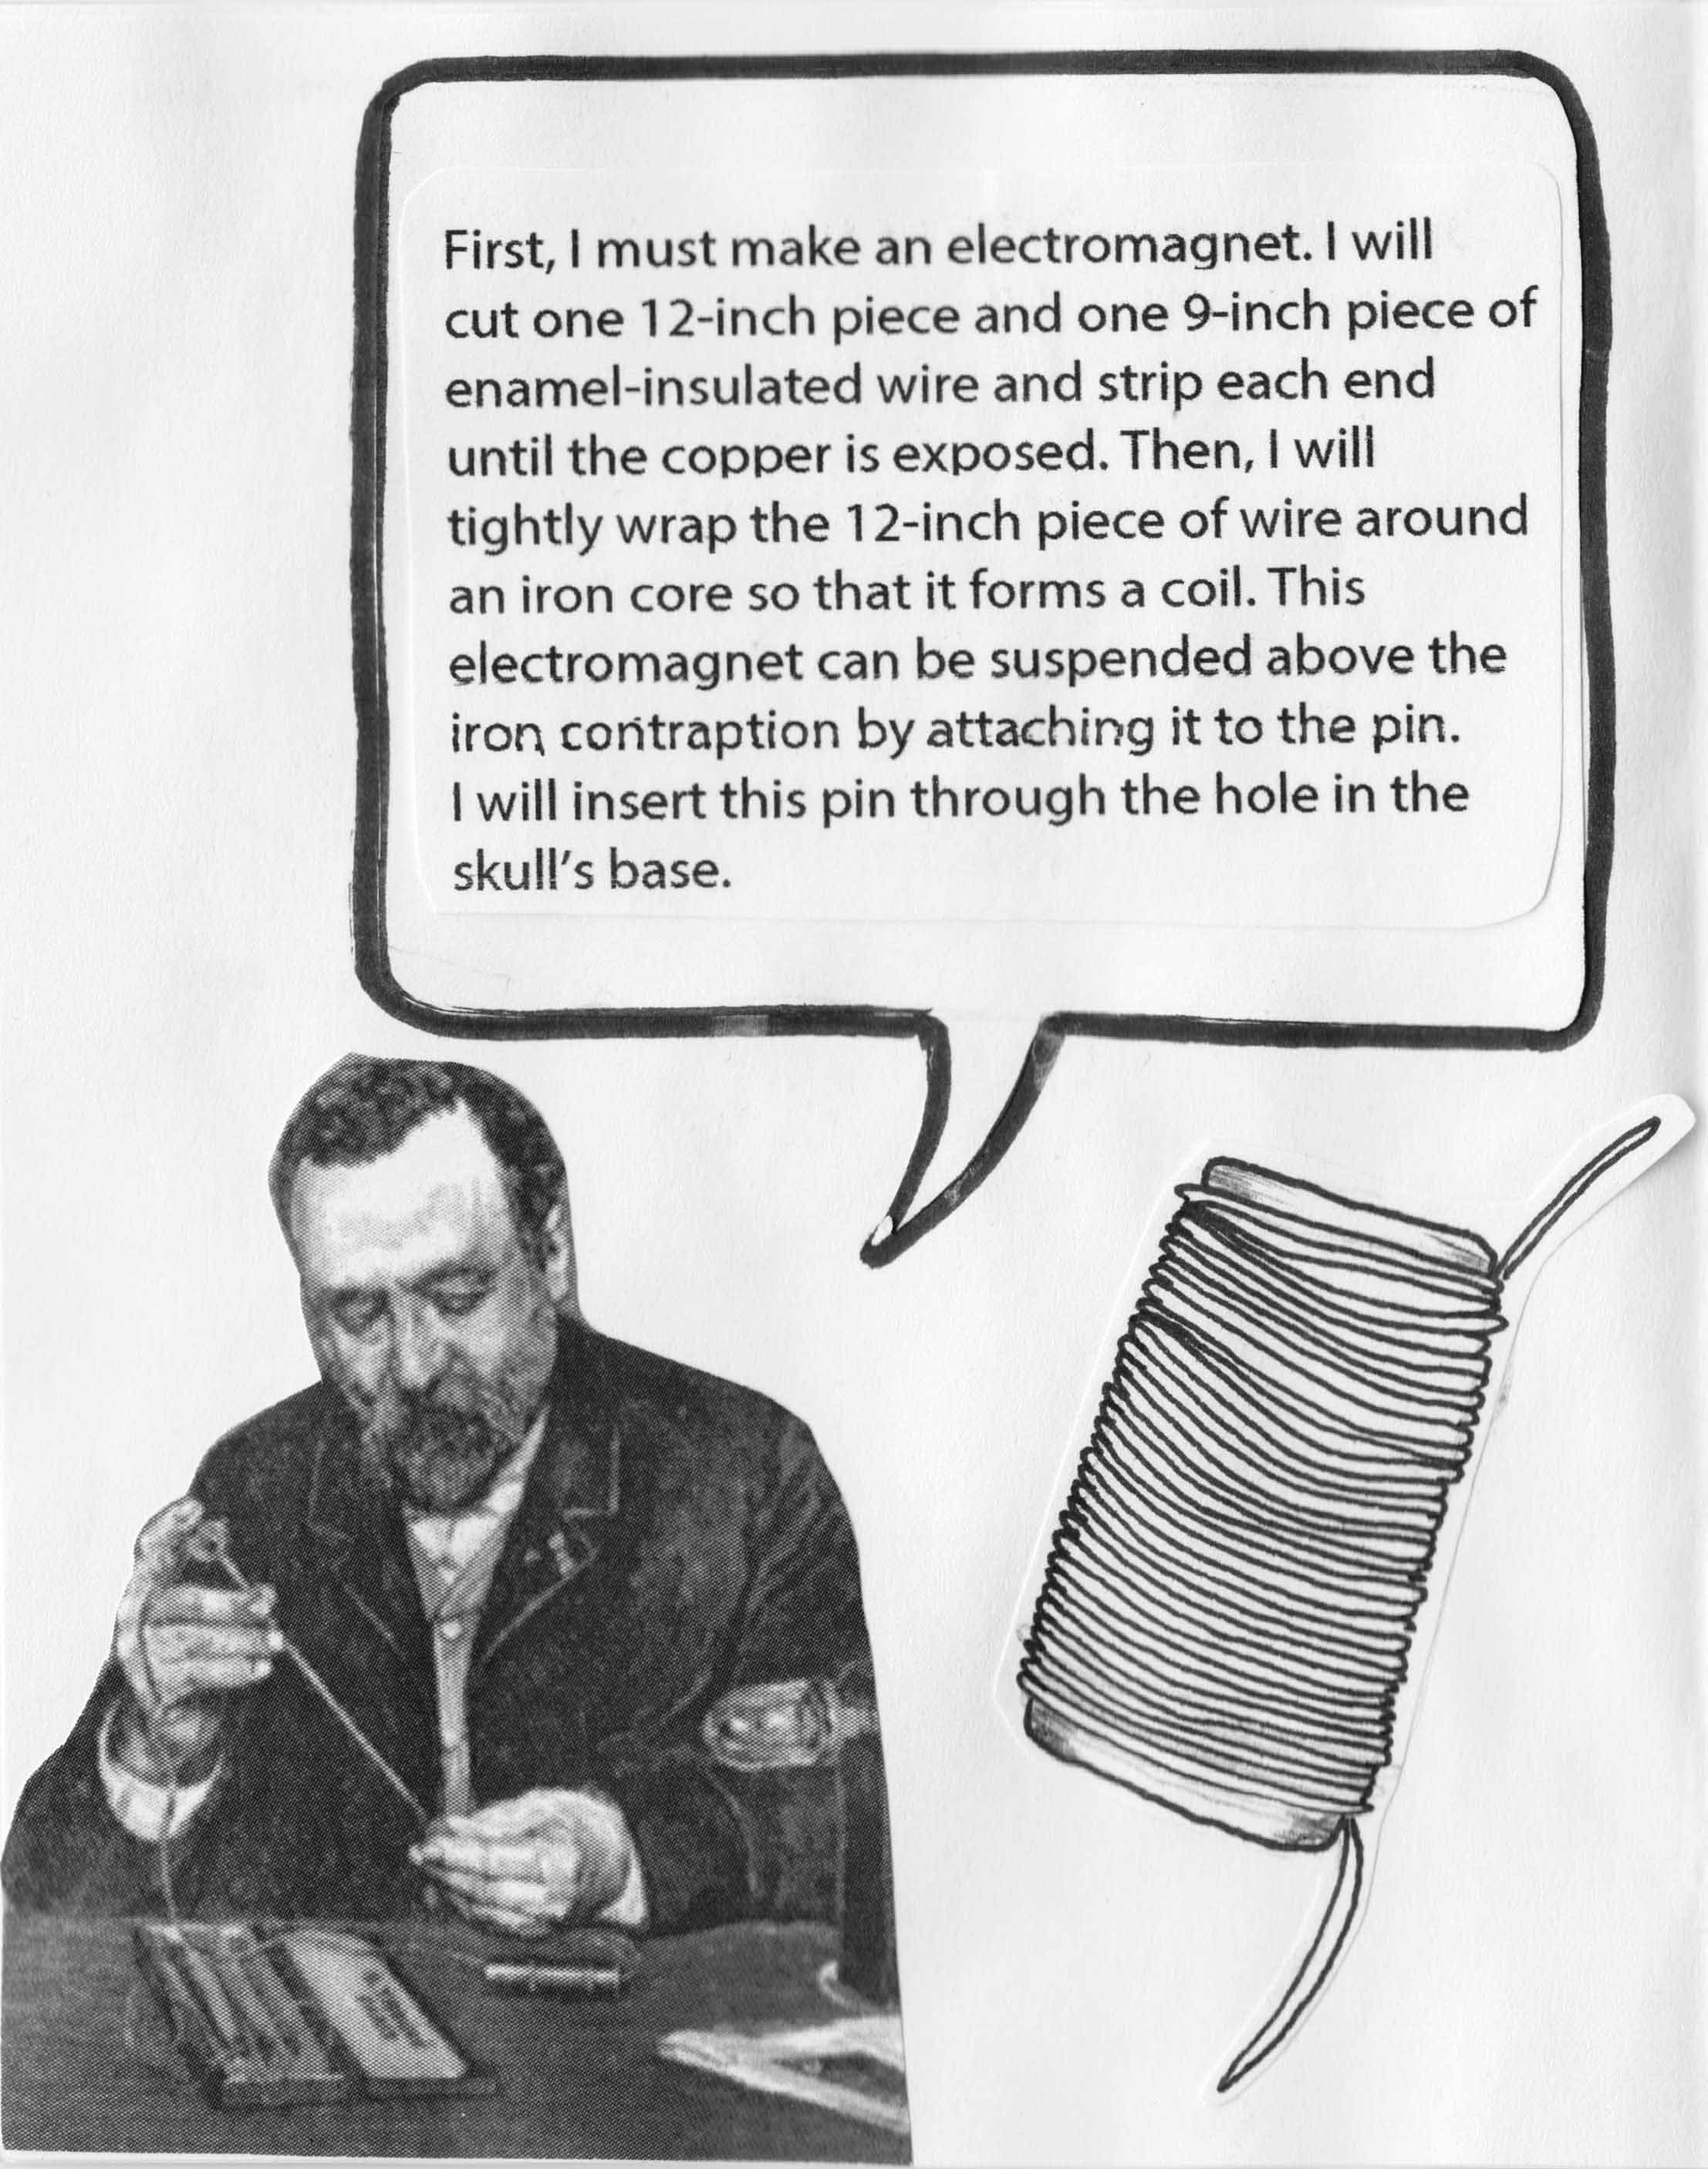 First, I must make an electromagnet. I will
cut one 12-inch piece and one 9-inch piece of
enamel-insulated wire and strip each end
until the copper is exposed. Then, I will
tightly wrap the 12-inch piece of wire around
an iron core so that it forms a coil. This
electromagnet can be suspended above the
iron contraption by attaching it to the pin.
I will insert this pin through the hole in the
skull's base.